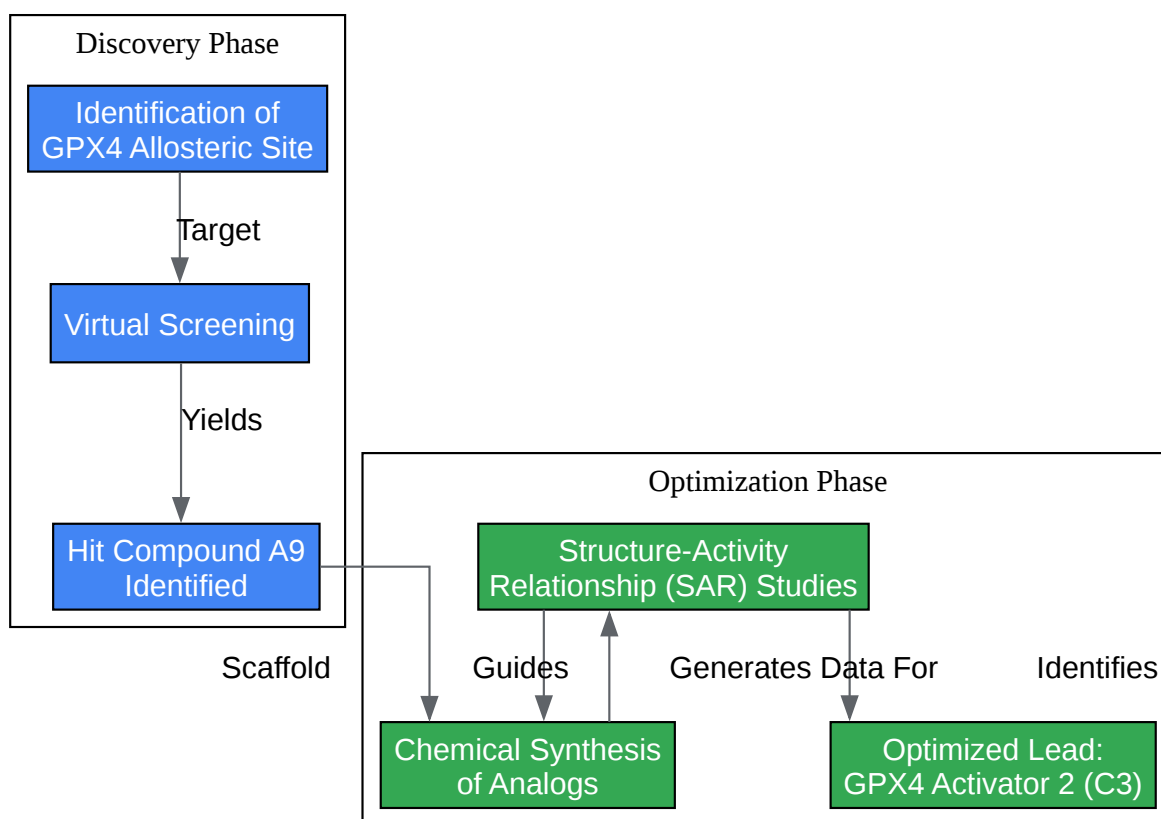 Discovery Phase
Identification of
GPX4 Allosteric Site
Target
Virtual Screening
Yields
Hit Compound A9
Identified
Optimization Phase
Structure-Activity
Relationship (SAR) Studies
Scaffold
Guides
Generates Data For
Identifies
Chemical Synthesis
of Analogs
Optimized Lead:
GPX4 Activator 2 (C3)